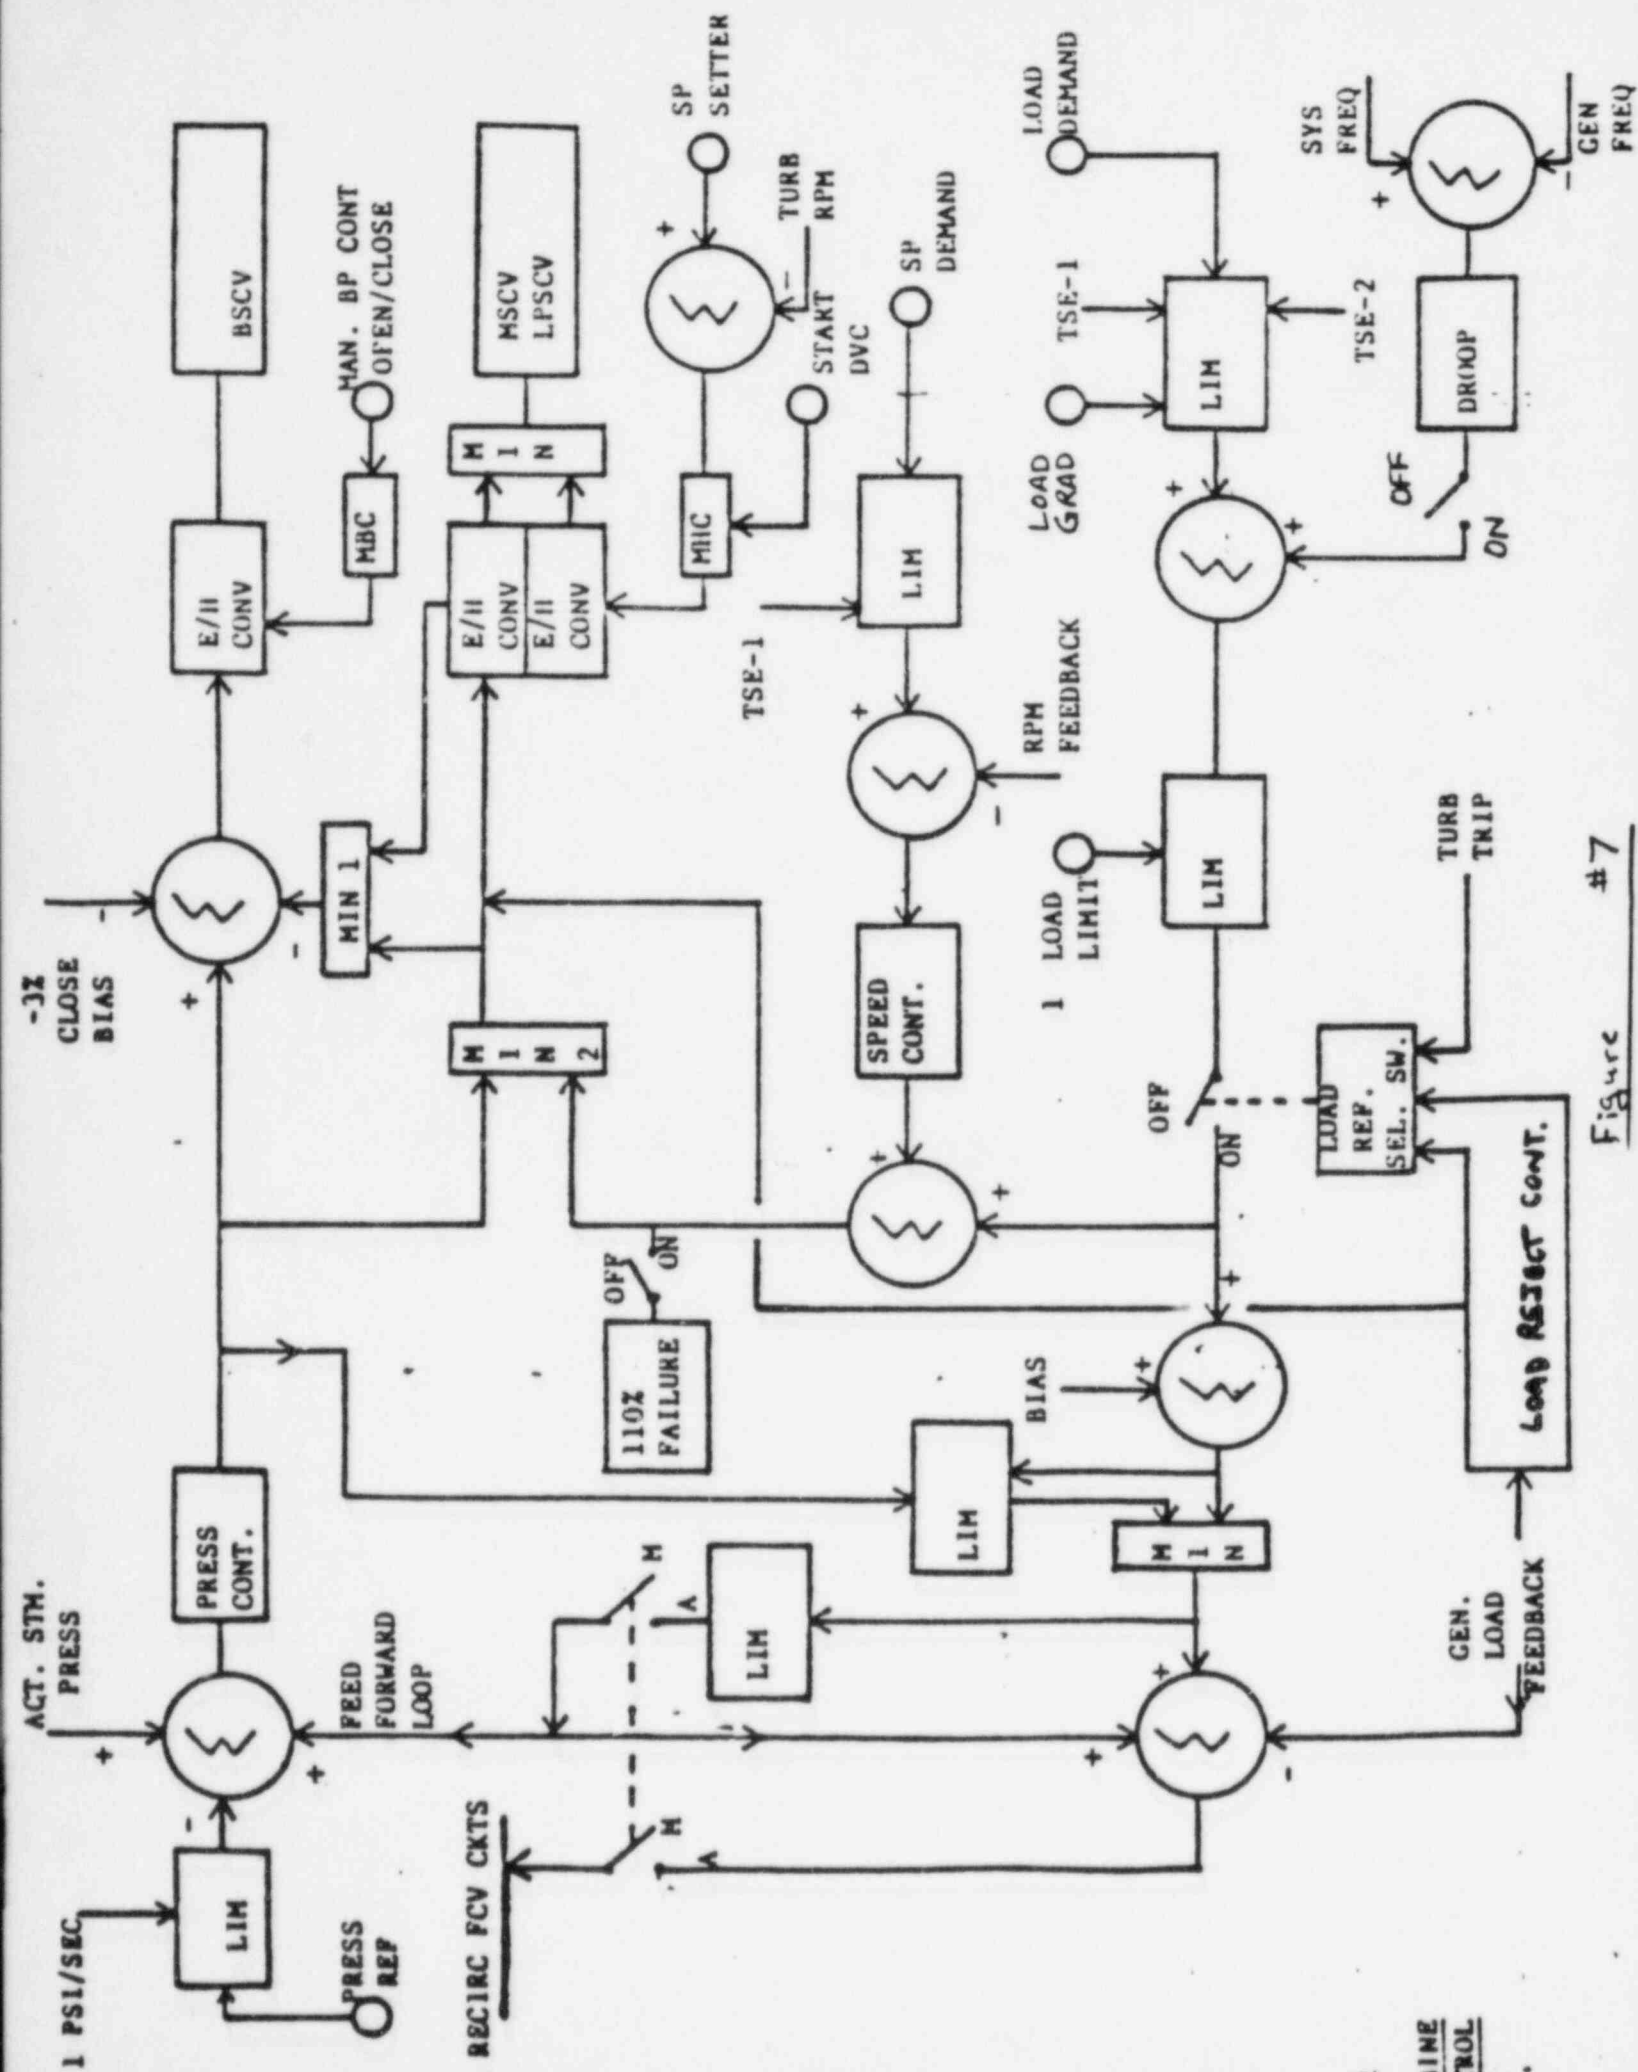 1 PSI/SEC
LIM
PRESS
REF
ACT. STM.
PRESS
+
-
+
FEED
FORWARD
LOOP
PRESS
CONT.
-3%
CLOSE
BIAS
-
+
-
MIN 1
E/H
CONV
BSCV
MBC
MAN. BP CONT
OPEN/CLOSE
M
I
N
2
E/H
CONV
E/H
CONV
M
I
N
MSCV
LPSCV
SP
SETTER
+
-
TURB
RPM
MHC
START
DVC
110%
FAILURE
OFF
ON
SPEED
CONT.
+
+
+
-
RPM
FEEDBACK
TSE-1
LIM
SP
DEMAND
RECIRC FCV CKTS
M
A
M
A
LIM
LIM
M
I
N
BIAS
+
+
+
+
-
GEN.
LOAD
FEEDBACK
OFF
ON
LOAD
REF.
SEL. SW.
LOAD REJECT CONT.
TURB
TRIP
1 LOAD
LIMIT
LIM
+
+
LOAD
GRAD
TSE-1
LIM
TSE-2
LOAD
DEMAND
OFF
ON
DROOP
SYS
FREQ
+
-
GEN
FREQ
Figure #7